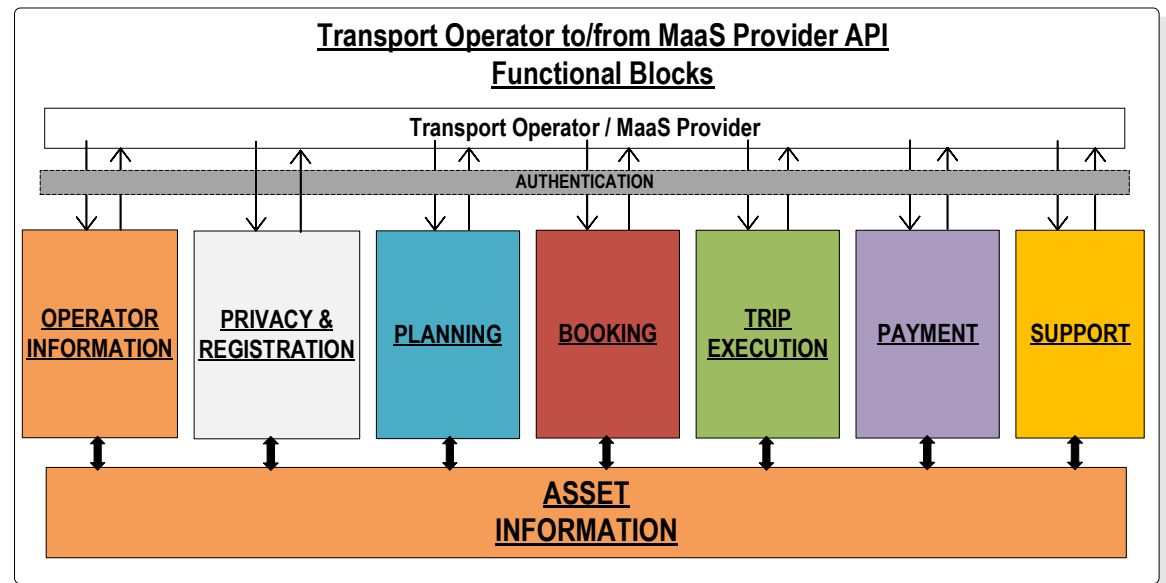 Transport Operator to/from MaaS Provider API
Functional Blocks
Transport Operator / MaaS Provider
AUTHENTICATION
OPERATOR
INFORMATION
PRIVACY &
REGISTRATION
PLANNING
BOOKING
TRIP
EXECUTION
PAYMENT
SUPPORT
ASSET
INFORMATION